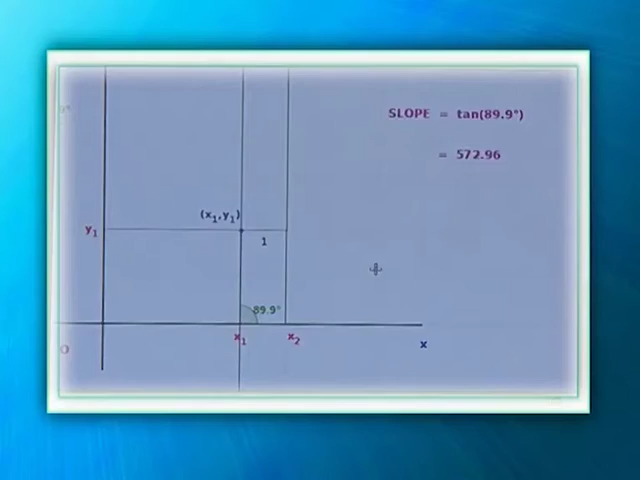 SLOPE = tan(89.9°)
= 572.96
(x₁,y₁)
y₁
1
89.9°
x₁ x₂
O
x